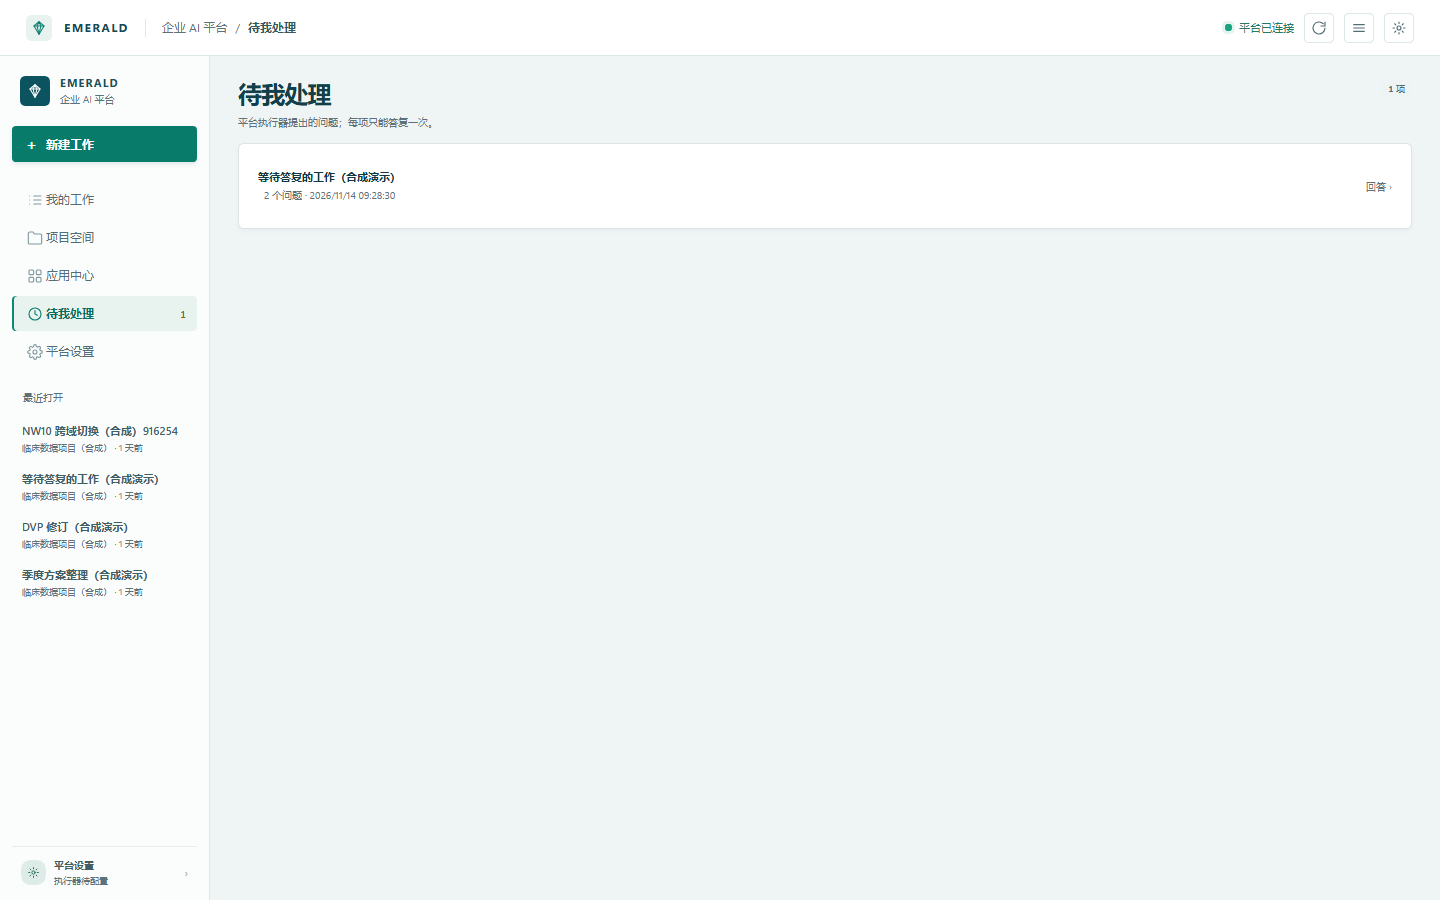 EMERALD
企业 AI 平台 / 待我处理
平台已连接
EMERALD
企业 AI 平台
+ 新建工作
我的工作
项目空间
应用中心
待我处理 1
平台设置
最近打开
NW10 跨域切换（合成）916254
临床数据项目（合成） · 1 天前
等待答复的工作（合成演示）
临床数据项目（合成） · 1 天前
DVP 修订（合成演示）
临床数据项目（合成） · 1 天前
季度方案整理（合成演示）
临床数据项目（合成） · 1 天前
平台设置
执行器待配置
待我处理
1 项
平台执行器提出的问题；每项只能答复一次。
等待答复的工作（合成演示）
2 个问题 · 2026/11/14 09:28:30
回答 ›